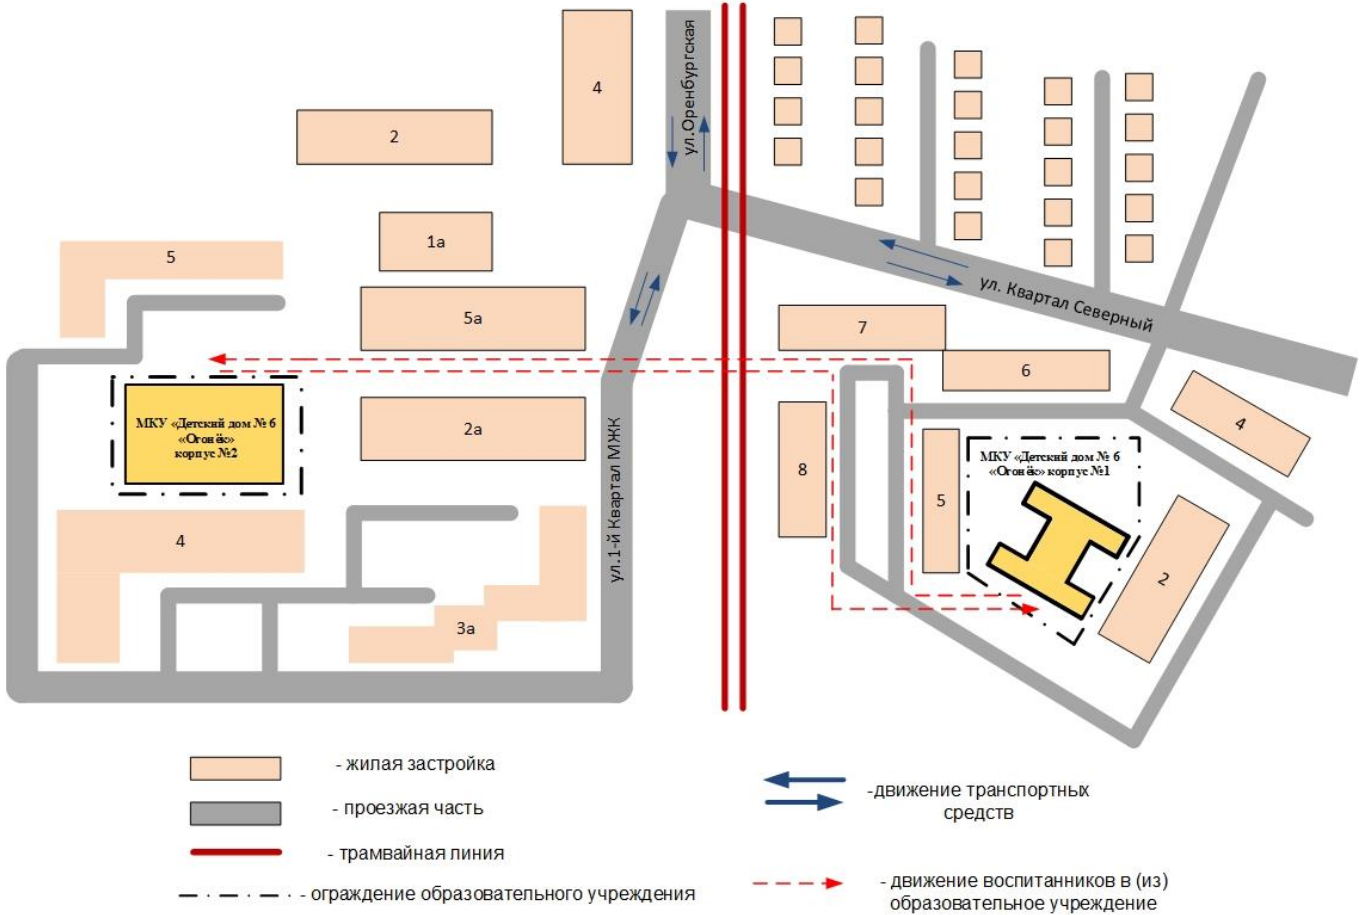 4
ул.Оренбургская
2
1а
5
5а
ул. Квартал Северный
7
6
МКУ «Детский дом № 6
«Огонёк»
корпус №2
2а
4
8
5
МКУ «Детский дом № 6
«Огонёк» корпус №1
ул.1-й Квартал МЖК
4
2
3а
- жилая застройка
- проезжая часть
- трамвайная линия
- ограждение образовательного учреждения
-движение транспортных
средств
- движение воспитанников в (из)
образовательное учреждение